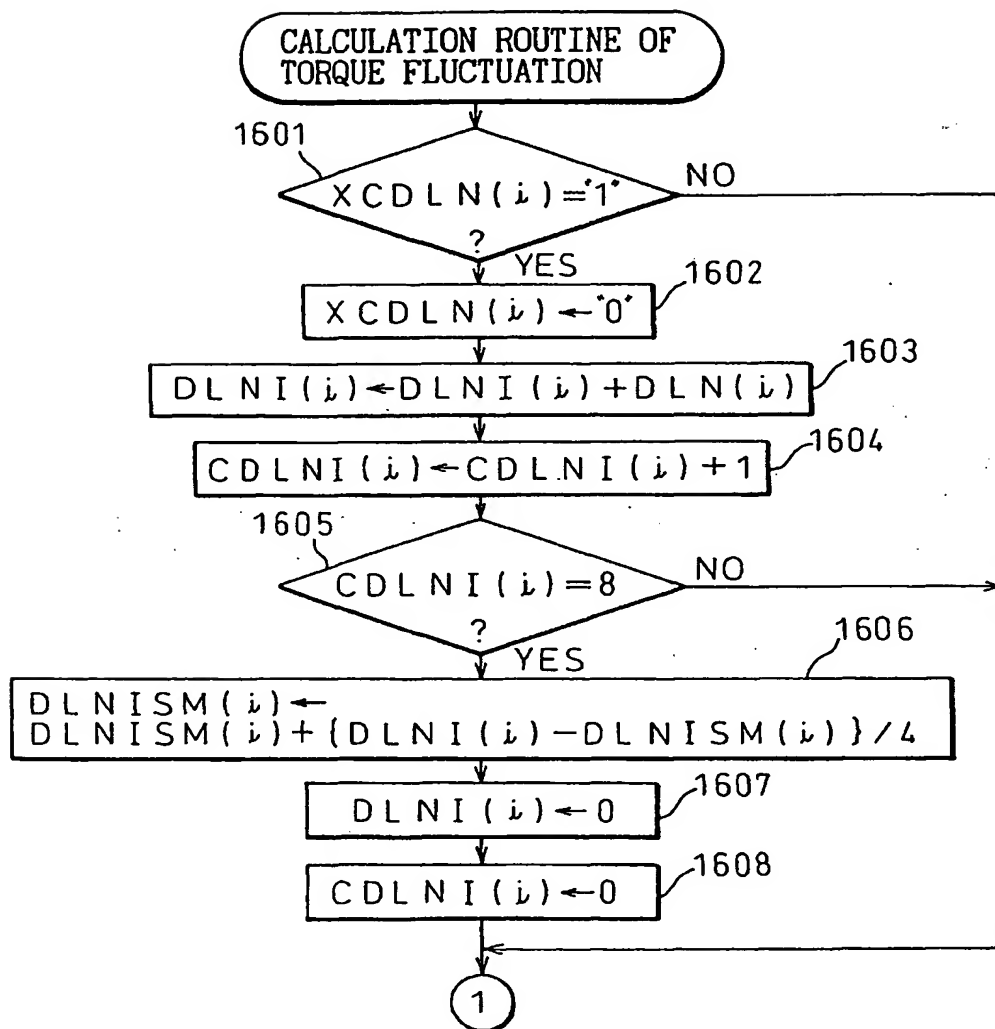 CALCULATION ROUTINE OF
TORQUE FLUCTUATION
1601
XCDLN(i)="1"
NO
?
YES
1602
XCDLN(i)←"0"
1603
DLNI(i)←DLNI(i)+DLN(i)
1604
CDLNI(i)←CDLNI(i)+1
1605
CDLNI(i)=8
NO
?
YES
1606
DLNISM(i)←
DLNISM(i)+{DLNI(i)-DLNISM(i)}/4
1607
DLNI(i)←0
1608
CDLNI(i)←0
1